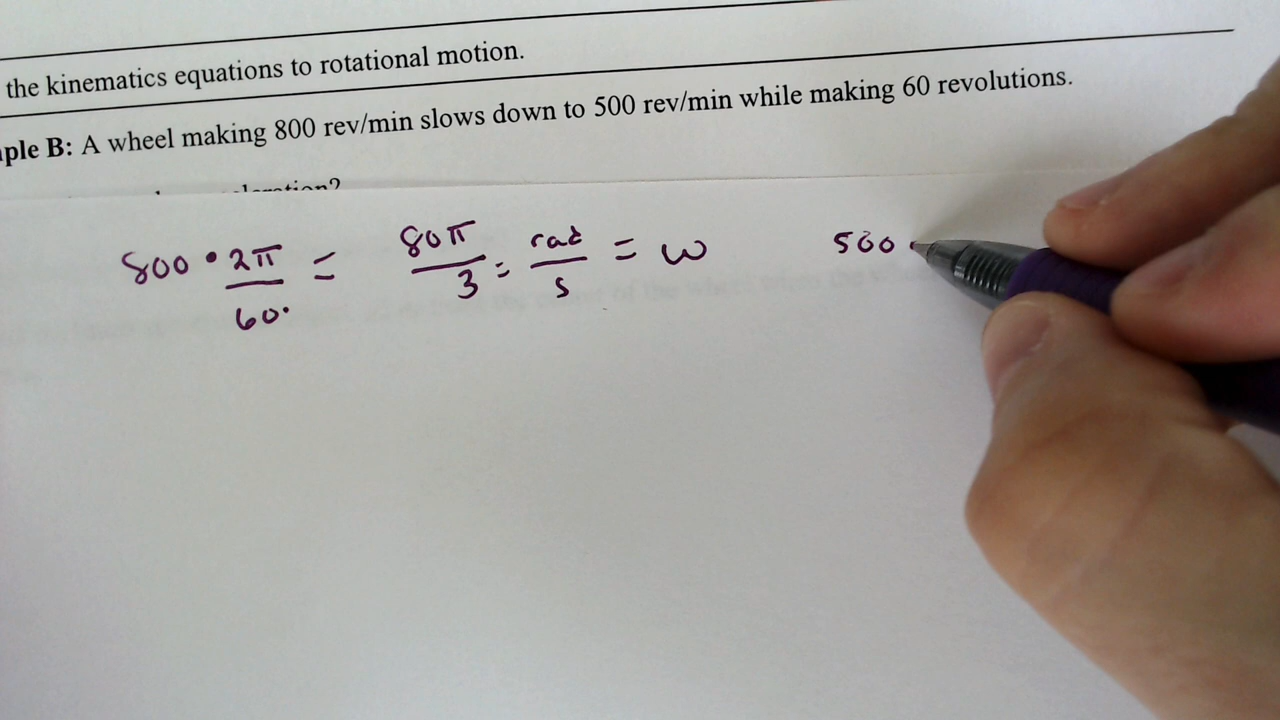 the kinematics equations to rotational motion.
ple B: A wheel making 800 rev/min slows down to 500 rev/min while making 60 revolutions.
800 • 2π/60 = 80π/3 = rad/s = ω 500